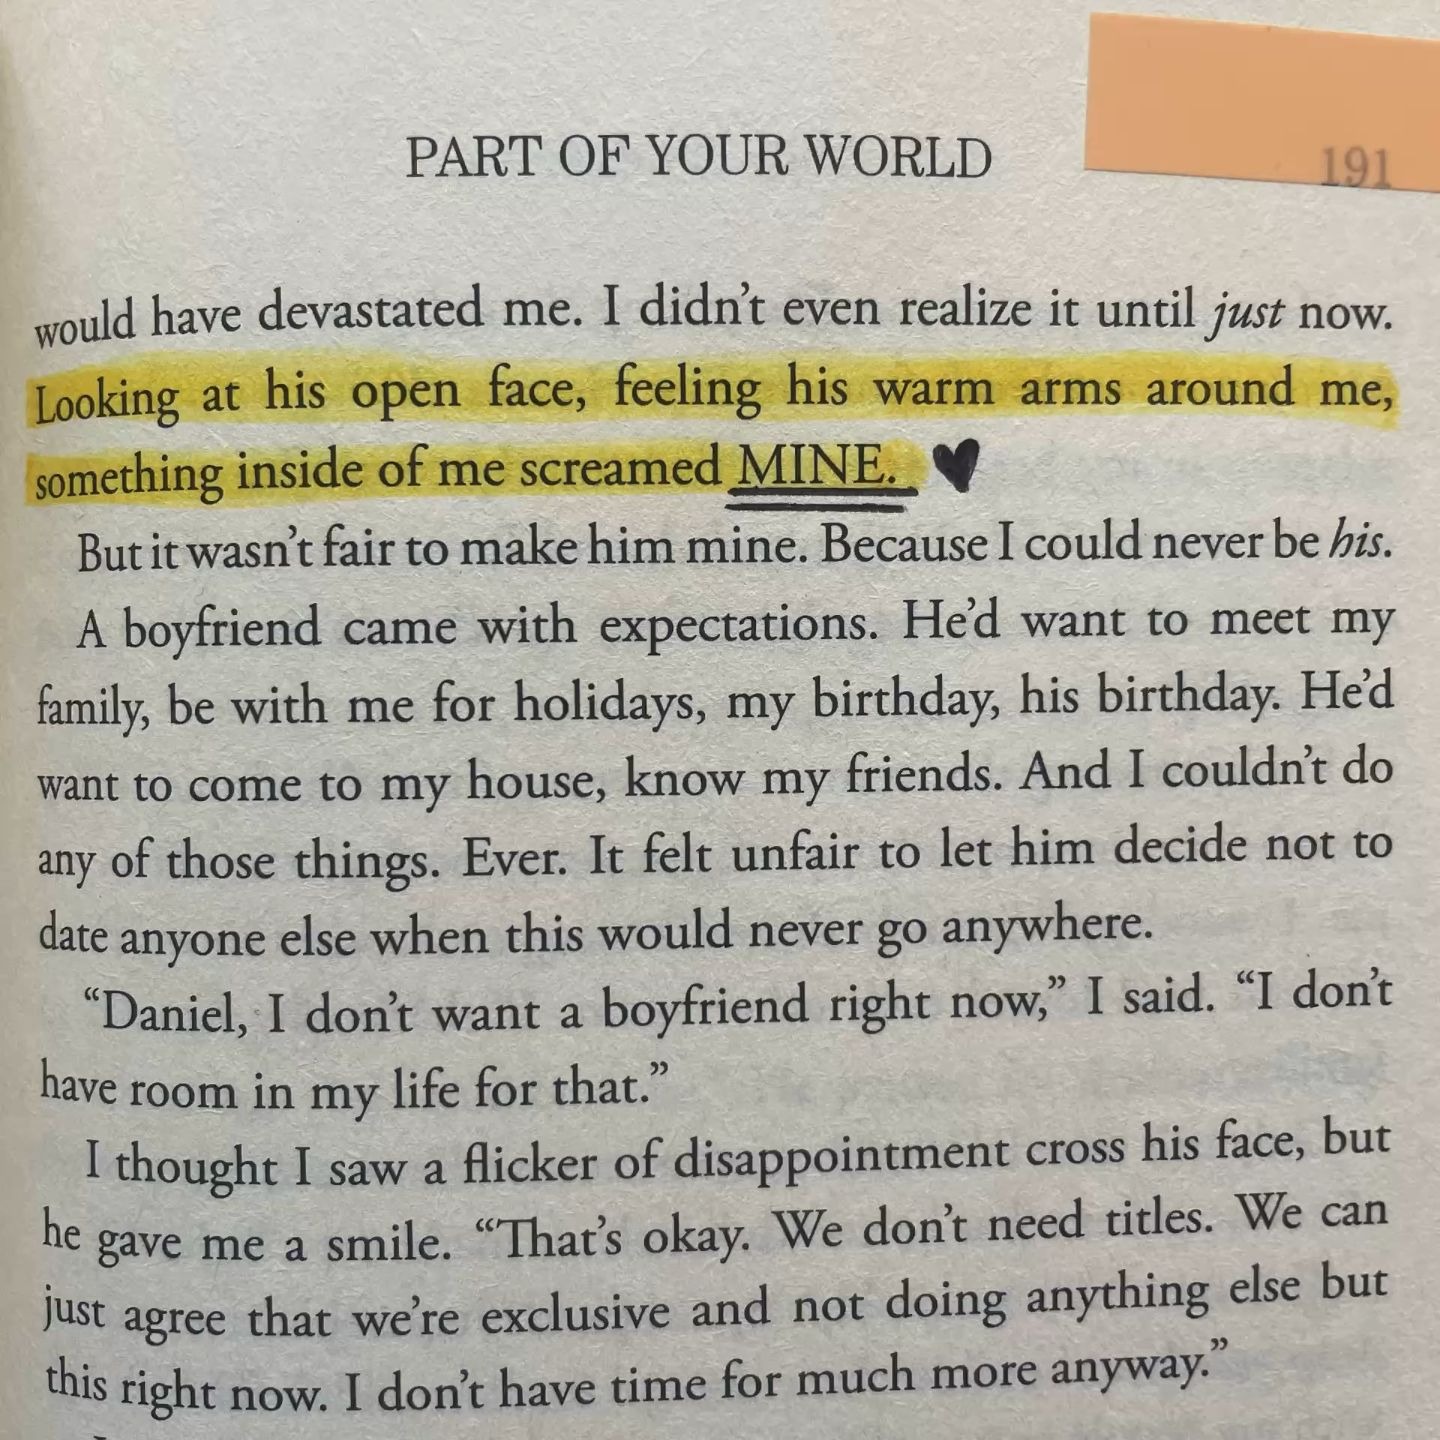 PART OF YOUR WORLD 191
would have devastated me. I didn’t even realize it until just now.
Looking at his open face, feeling his warm arms around me,
something inside of me screamed MINE.
But it wasn’t fair to make him mine. Because I could never be his.
A boyfriend came with expectations. He’d want to meet my
family, be with me for holidays, my birthday, his birthday. He’d
want to come to my house, know my friends. And I couldn’t do
any of those things. Ever. It felt unfair to let him decide not to
date anyone else when this would never go anywhere.
“Daniel, I don’t want a boyfriend right now,” I said. “I don’t
have room in my life for that.”
I thought I saw a flicker of disappointment cross his face, but
he gave me a smile. “That’s okay. We don’t need titles. We can
just agree that we’re exclusive and not doing anything else but
this right now. I don’t have time for much more anyway.”